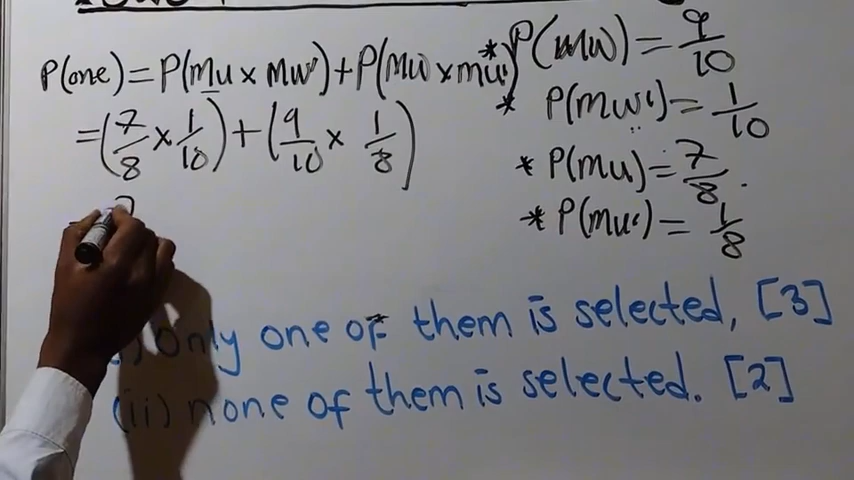 P(one) = P(Mu x Mw') + P(Mw x mu')
= (7/8 x 1/10) + (9/10 x 1/8)
7
* P(Mw) = 9/10
* P(Mw') = 1/10
* P(Mu) = 7/8.
* P(Mu') = 1/8
(i) only one of them is selected, [3]
(ii) none of them is selected. [2]